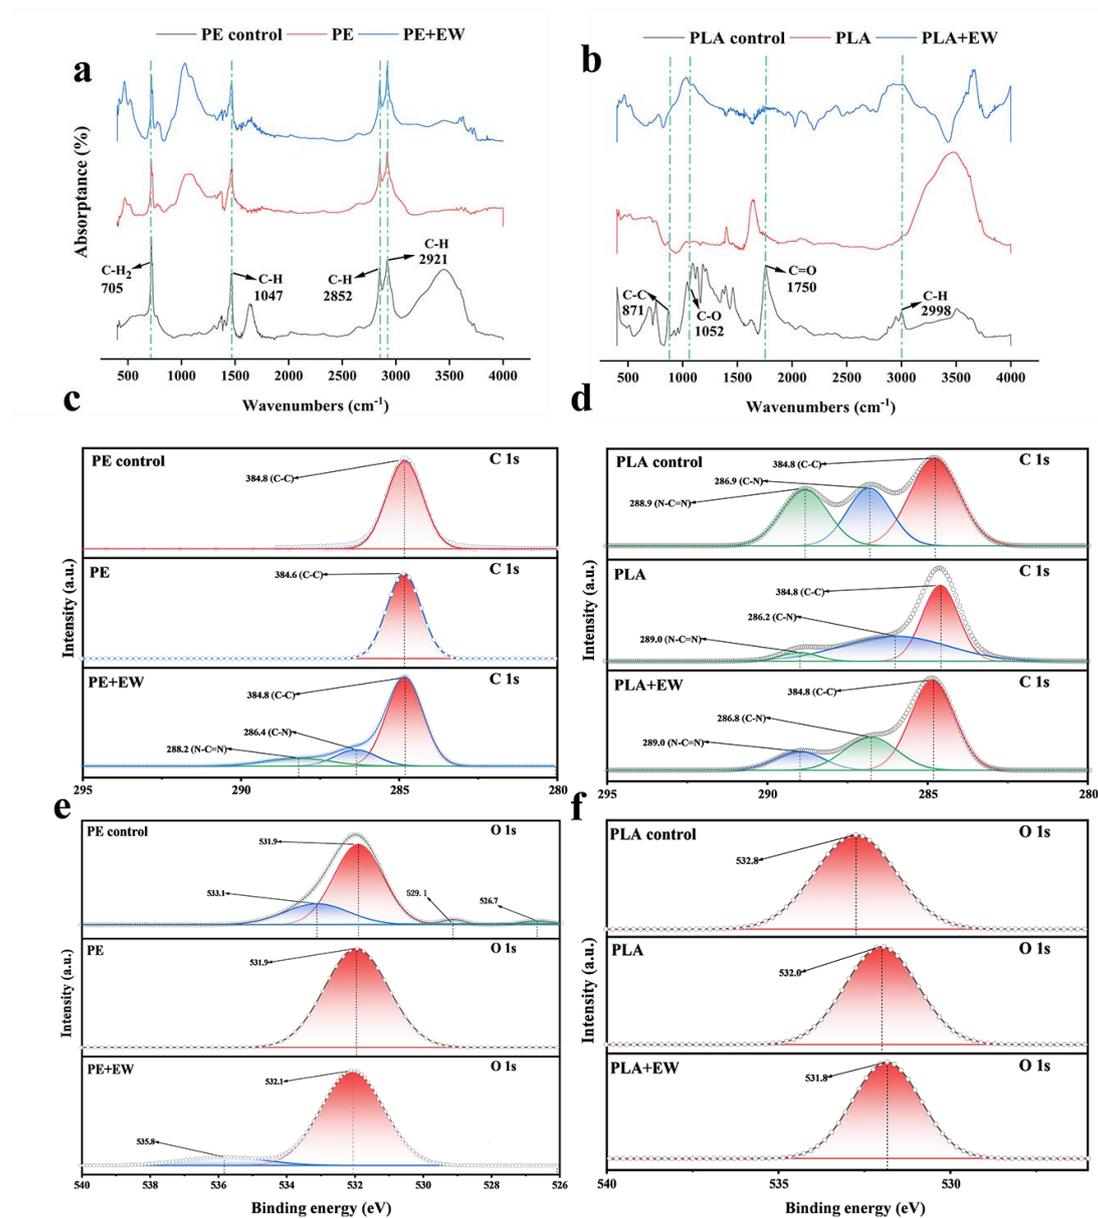 PE control PE PE+EW
PLA control PLA PLA+EW
a
b
Absorptance (%)
C-H2
705
C-H
1047
C-H
2852
C-H
2921
C-C
871
C-O
1052
C=O
1750
C-H
2998
500 1000 1500 2000 2500 3000 3500 4000
500 1000 1500 2000 2500 3000 3500 4000
Wavenumbers (cm-1)
Wavenumbers (cm-1)
c
d
PE control
C 1s
384.8 (C-C)
PE
C 1s
384.6 (C-C)
PE+EW
C 1s
384.8 (C-C)
286.4 (C-N)
288.2 (N-C=N)
Intensity (a.u.)
295 290 285 280
PLA control
C 1s
384.8 (C-C)
286.9 (C-N)
288.9 (N-C=N)
PLA
C 1s
384.8 (C-C)
286.2 (C-N)
289.0 (N-C=N)
PLA+EW
C 1s
384.8 (C-C)
286.8 (C-N)
289.0 (N-C=N)
Intensity (a.u.)
295 290 285 280
e
f
PE control
O 1s
531.9
533.1
529. 1
526.7
PE
O 1s
531.9
PE+EW
O 1s
532.1
535.8
Intensity (a.u.)
540 538 536 534 532 530 528 526
Binding energy (eV)
PLA control
O 1s
532.8
PLA
O 1s
532.0
PLA+EW
O 1s
531.8
Intensity (a.u.)
540 535 530
Binding energy (eV)